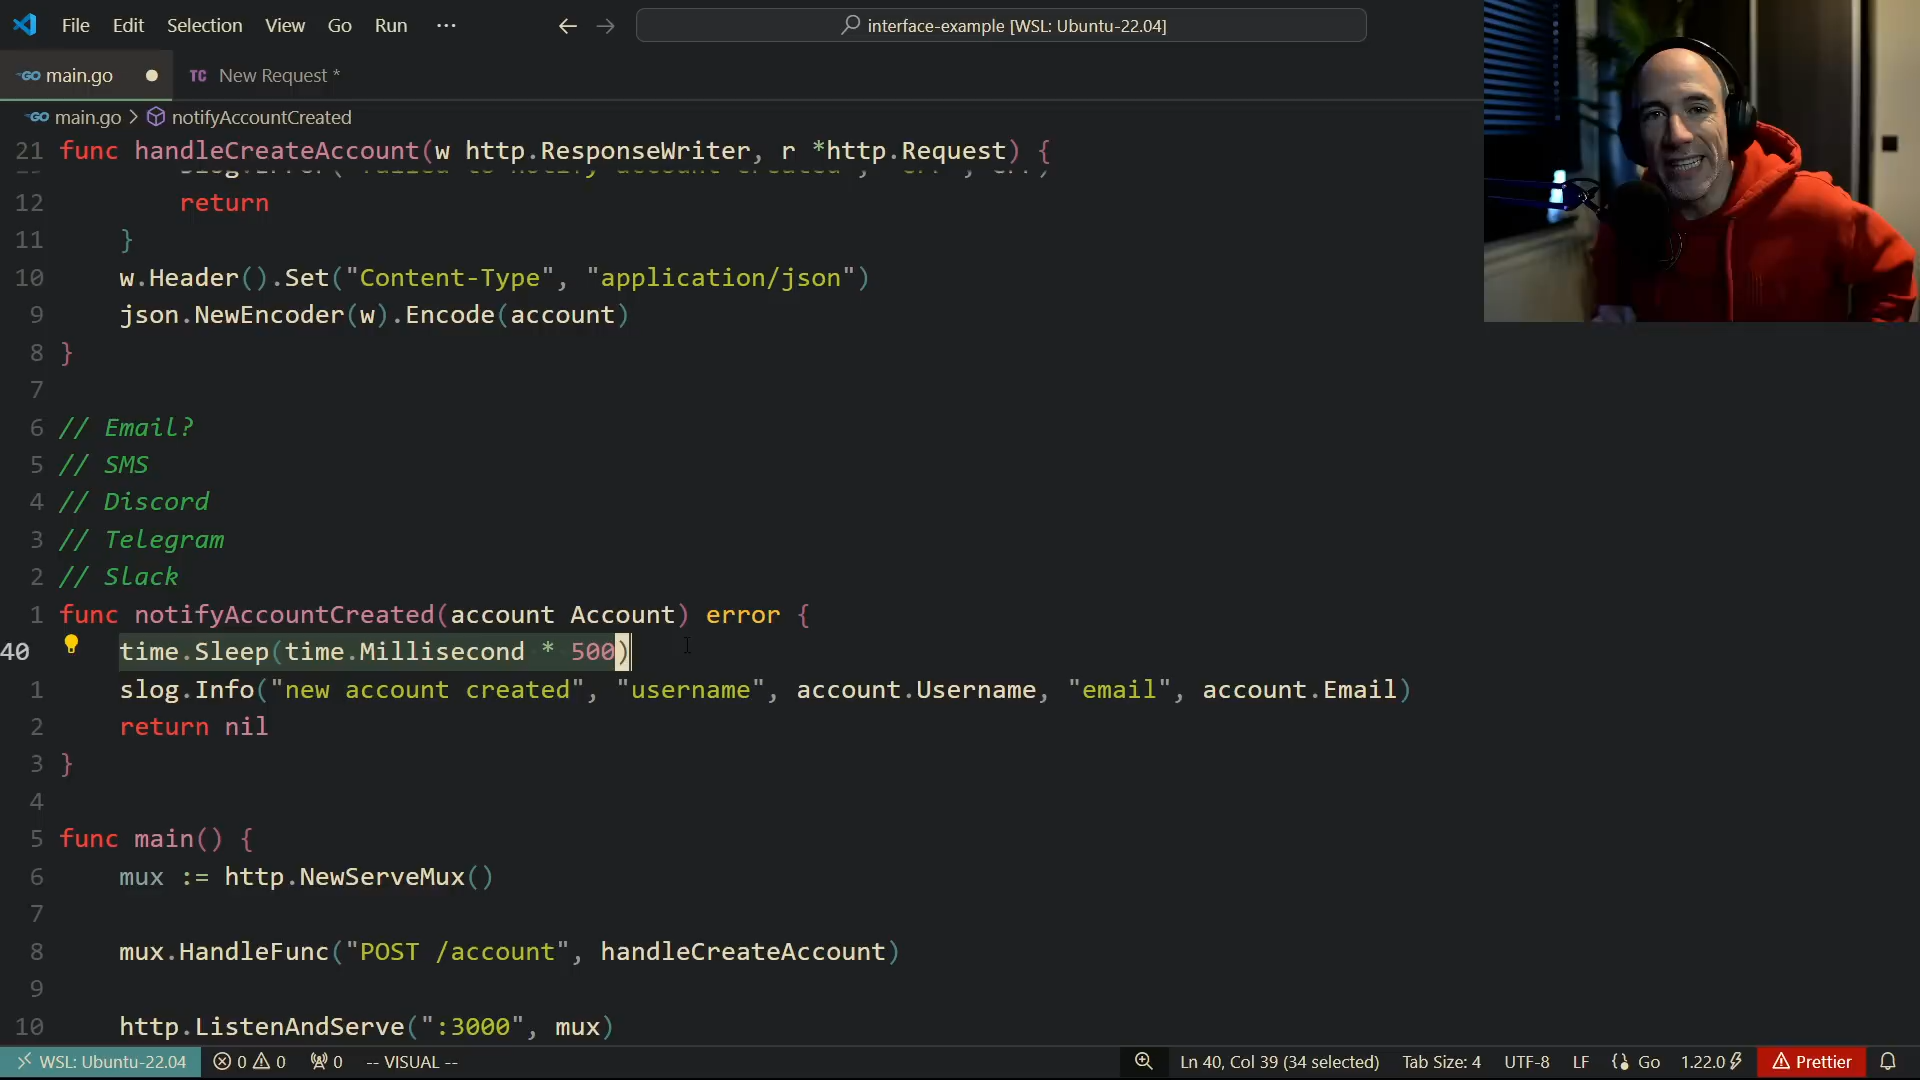 File Edit Selection View Go Run ··· interface-example [WSL: Ubuntu-22.04]
GO main.go TC New Request *
GO main.go > notifyAccountCreated
21 func handleCreateAccount(w http.ResponseWriter, r *http.Request) {
12 return
11 }
10 w.Header().Set("Content-Type", "application/json")
9 json.NewEncoder(w).Encode(account)
8 }
7
6 // Email?
5 // SMS
4 // Discord
3 // Telegram
2 // Slack
1 func notifyAccountCreated(account Account) error {
40 time.Sleep(time.Millisecond * 500)
1 slog.Info("new account created", "username", account.Username, "email", account.Email)
2 return nil
3 }
4
5 func main() {
6 mux := http.NewServeMux()
7
8 mux.HandleFunc("POST /account", handleCreateAccount)
9
10 http.ListenAndServe(":3000", mux)
WSL: Ubuntu-22.04 0 0 0 -- VISUAL -- Ln 40, Col 39 (34 selected) Tab Size: 4 UTF-8 LF Go 1.22.0 Prettier